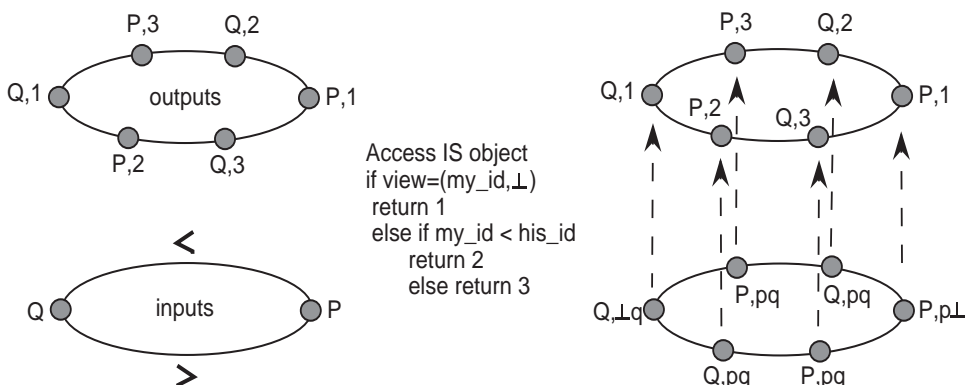 P,3
Q,2
Q,1
outputs
P,1
P,2
Q,3
<
Q
inputs
P
>
Access IS object
if view=(my_id,⊥)
return 1
else if my_id < his_id
return 2
else return 3
P,3
Q,2
Q,1
P,1
P,2
Q,3
P,pq
Q,pq
Q,⊥q
P,p⊥
Q,pq
P,pq